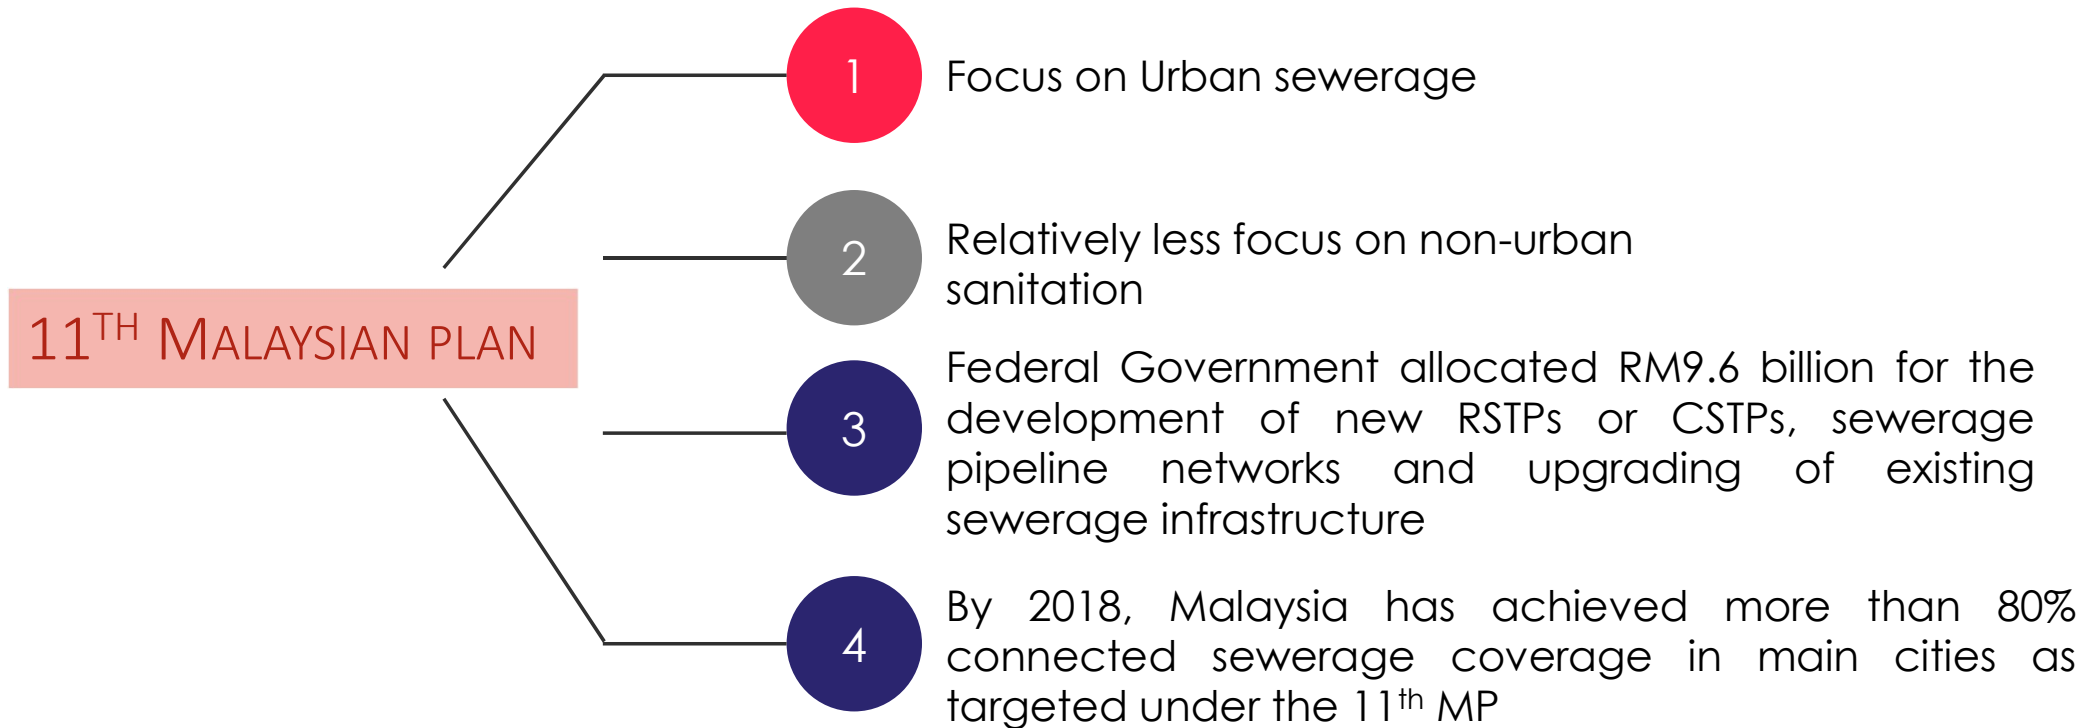 1
Focus on Urban sewerage
2
Relatively less focus on non-urban
sanitation
11TH MALAYSIAN PLAN
3
Federal Government allocated RM9.6 billion for the
development of new RSTPs or CSTPs, sewerage
pipeline networks and upgrading of existing
sewerage infrastructure
4
By 2018, Malaysia has achieved more than 80%
connected sewerage coverage in main cities as
targeted under the 11th MP